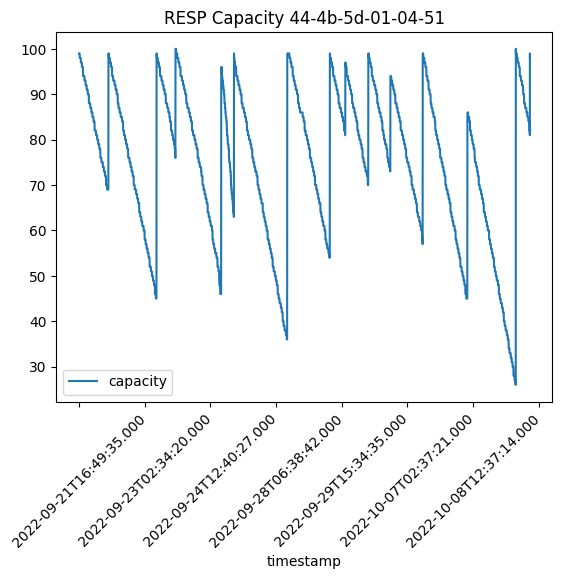 RESP Capacity 44-4b-5d-01-04-51
100
90
80
70
60
50
40
30
capacity
2022-09-21T16:49:35.000
2022-09-23T02:34:20.000
2022-09-24T12:40:27.000
2022-09-28T06:38:42.000
2022-09-29T15:34:35.000
2022-10-07T02:37:21.000
2022-10-08T12:37:14.000
timestamp